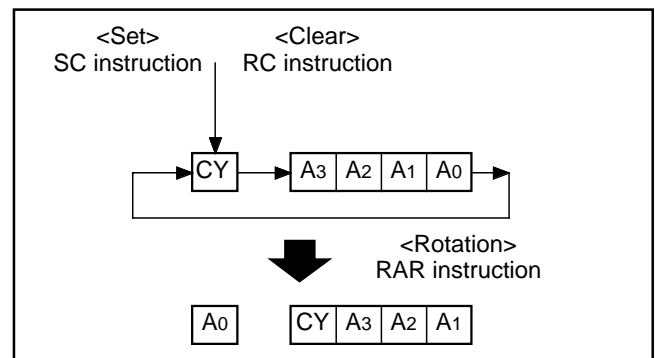 <Set> <Clear>
SC instruction RC instruction
CY A3 A2 A1 A0
<Rotation>
RAR instruction
A0 CY A3 A2 A1